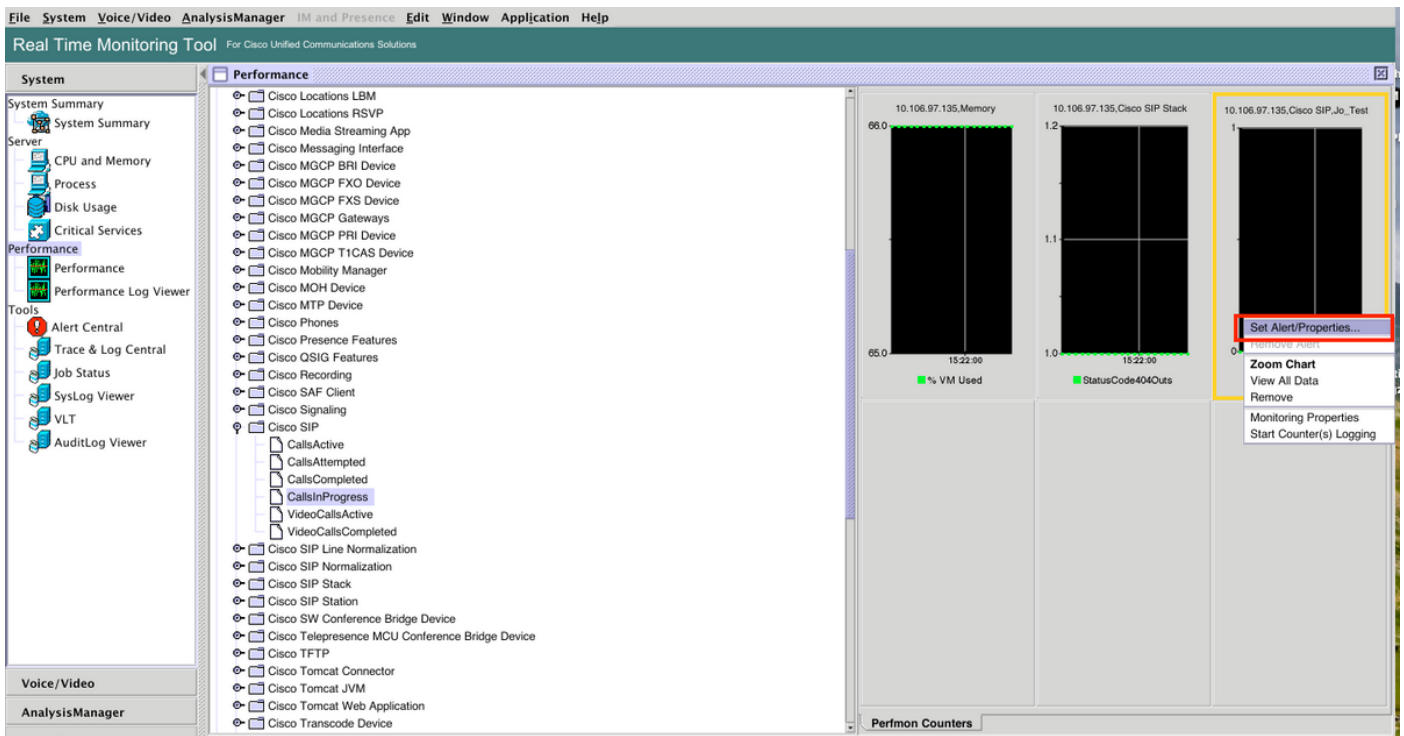 File System Voice/Video AnalysisManager IM and Presence Edit Window Application Help
Real Time Monitoring Tool For Cisco Unified Communications Solutions
System
System Summary
System Summary
Server
CPU and Memory
Process
Disk Usage
Critical Services
Performance
Performance
Performance Log Viewer
Tools
Alert Central
Trace & Log Central
Job Status
SysLog Viewer
VLT
AuditLog Viewer
Voice/Video
AnalysisManager
Performance
Cisco Locations LBM
Cisco Locations RSVP
Cisco Media Streaming App
Cisco Messaging Interface
Cisco MGCP BRI Device
Cisco MGCP FXO Device
Cisco MGCP FXS Device
Cisco MGCP Gateways
Cisco MGCP PRI Device
Cisco MGCP T1CAS Device
Cisco Mobility Manager
Cisco MOH Device
Cisco MTP Device
Cisco Phones
Cisco Presence Features
Cisco QSIG Features
Cisco Recording
Cisco SAF Client
Cisco Signaling
Cisco SIP
CallsActive
CallsAttempted
CallsCompleted
CallsInProgress
VideoCallsActive
VideoCallsCompleted
Cisco SIP Line Normalization
Cisco SIP Normalization
Cisco SIP Stack
Cisco SIP Station
Cisco SW Conference Bridge Device
Cisco Telepresence MCU Conference Bridge Device
Cisco TFTP
Cisco Tomcat Connector
Cisco Tomcat JVM
Cisco Tomcat Web Application
Cisco Transcode Device
10.106.97.135,Memory
66.0
65.0
15:22:00
% VM Used
10.106.97.135,Cisco SIP Stack
1.2
1.1
1.0
15:22:00
StatusCode404Outs
10.106.97.135,Cisco SIP,Jo_Test
1
0
Set Alert/Properties...
Remove Alert
Zoom Chart
View All Data
Remove
Monitoring Properties
Start Counter(s) Logging
Perfmon Counters